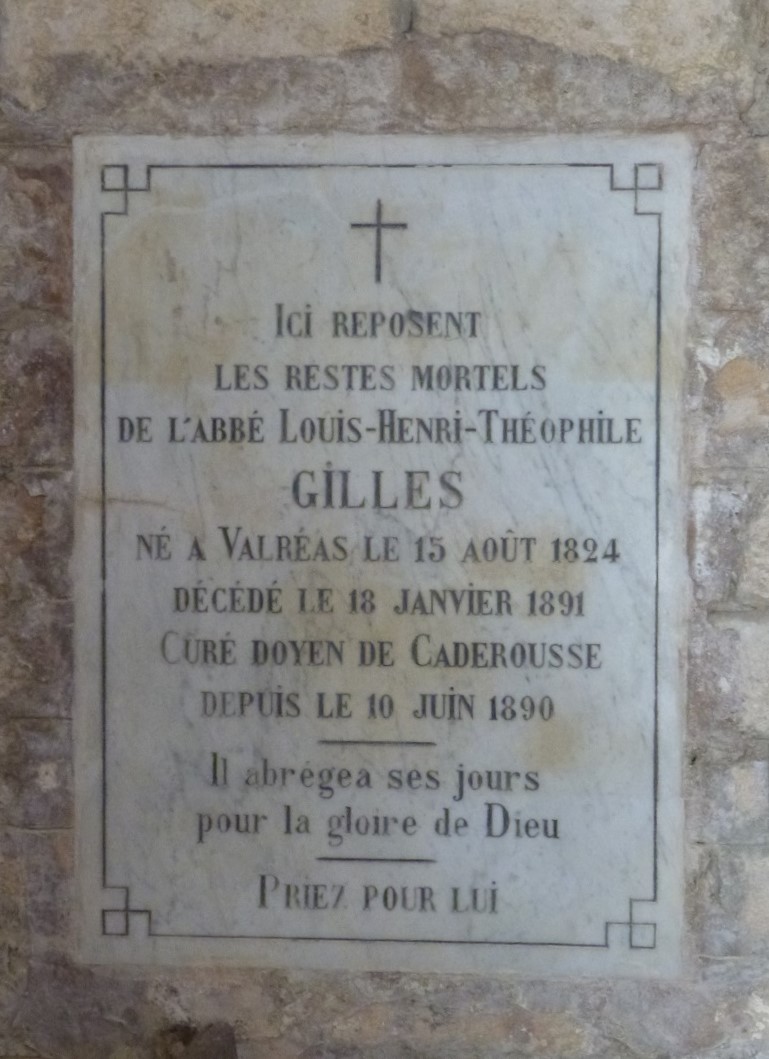 Ici reposent
les restes mortels
de l'abbé Louis-Henri-Théophile
GILLES
né a Valréas le 15 août 1824
décédé le 18 janvier 1891
Curé doyen de Caderousse
depuis le 10 juin 1890
Il abrégea ses jours
pour la gloire de Dieu
Priez pour lui